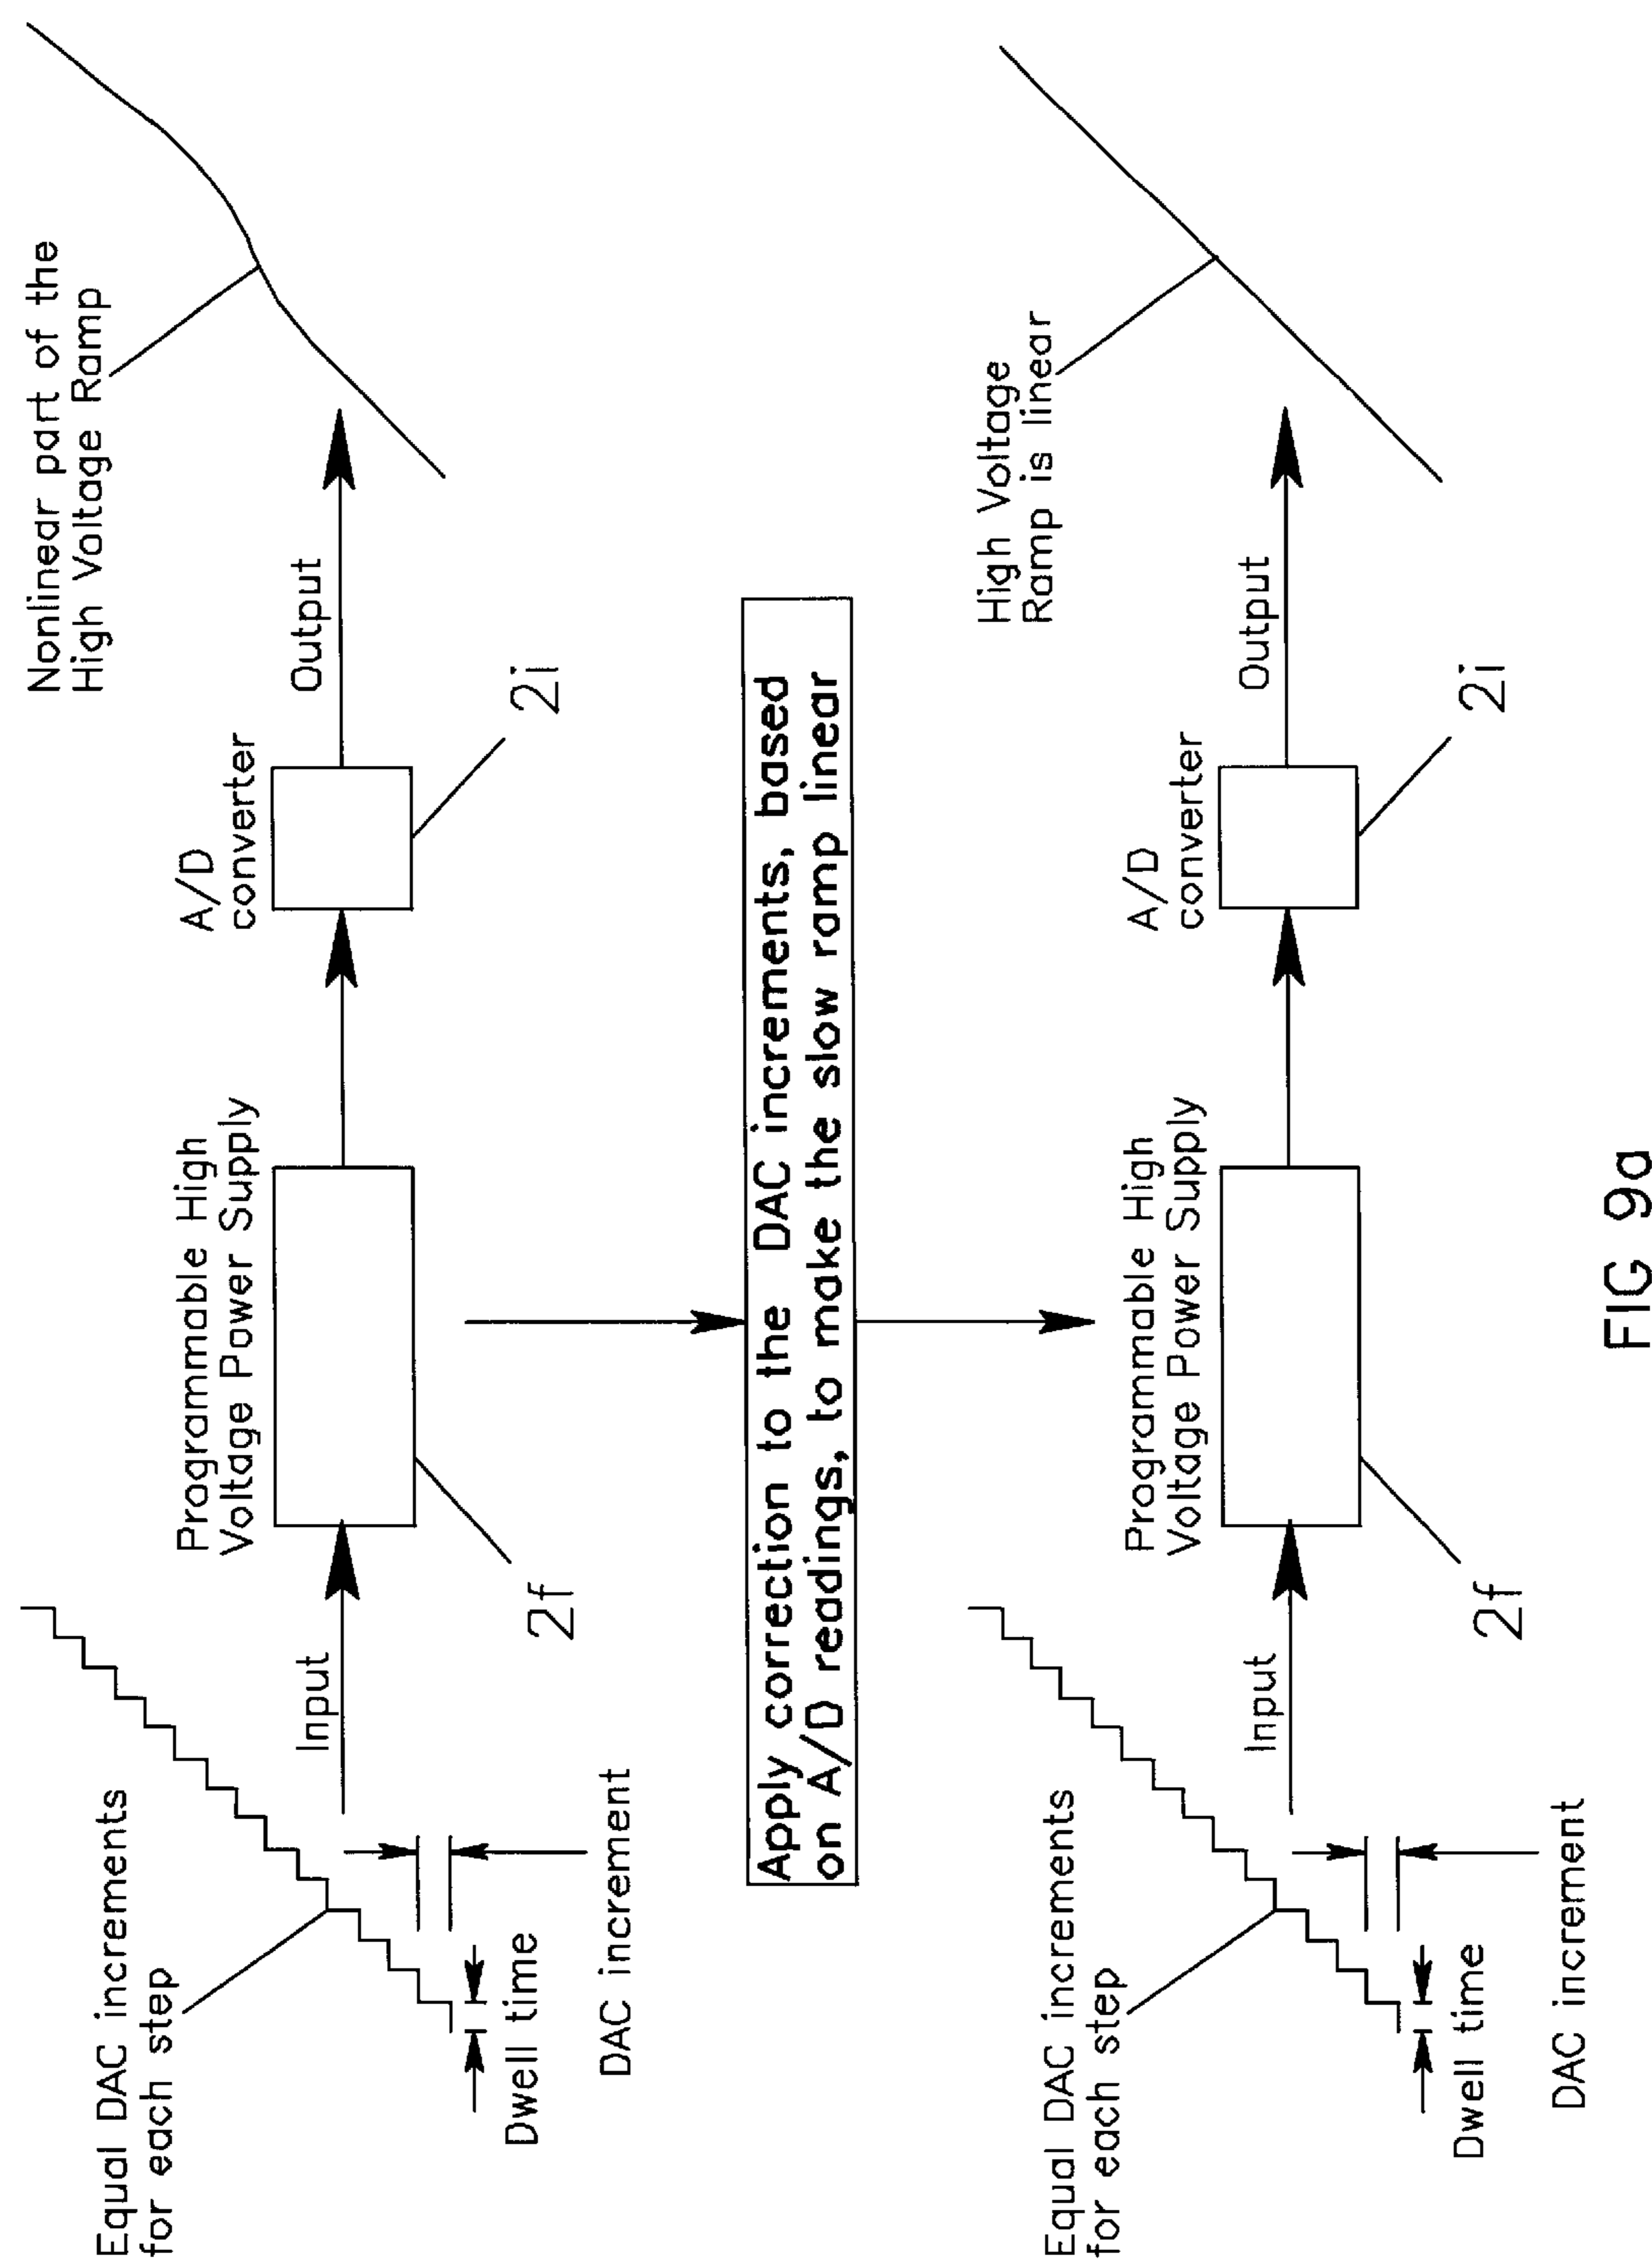 Equal DAC increments
for each step
Input
Dwell time
DAC increment
Programmable High
Voltage Power Supply
2f
A/D
converter
2i
Output
Nonlinear part of the
High Voltage Ramp
Apply correction to the DAC increments, based
on A/D readings, to make the slow ramp linear
Equal DAC increments
for each step
Input
Dwell time
DAC increment
Programmable High
Voltage Power Supply
2f
A/D
converter
2i
Output
High Voltage
Ramp is linear
FIG 9a